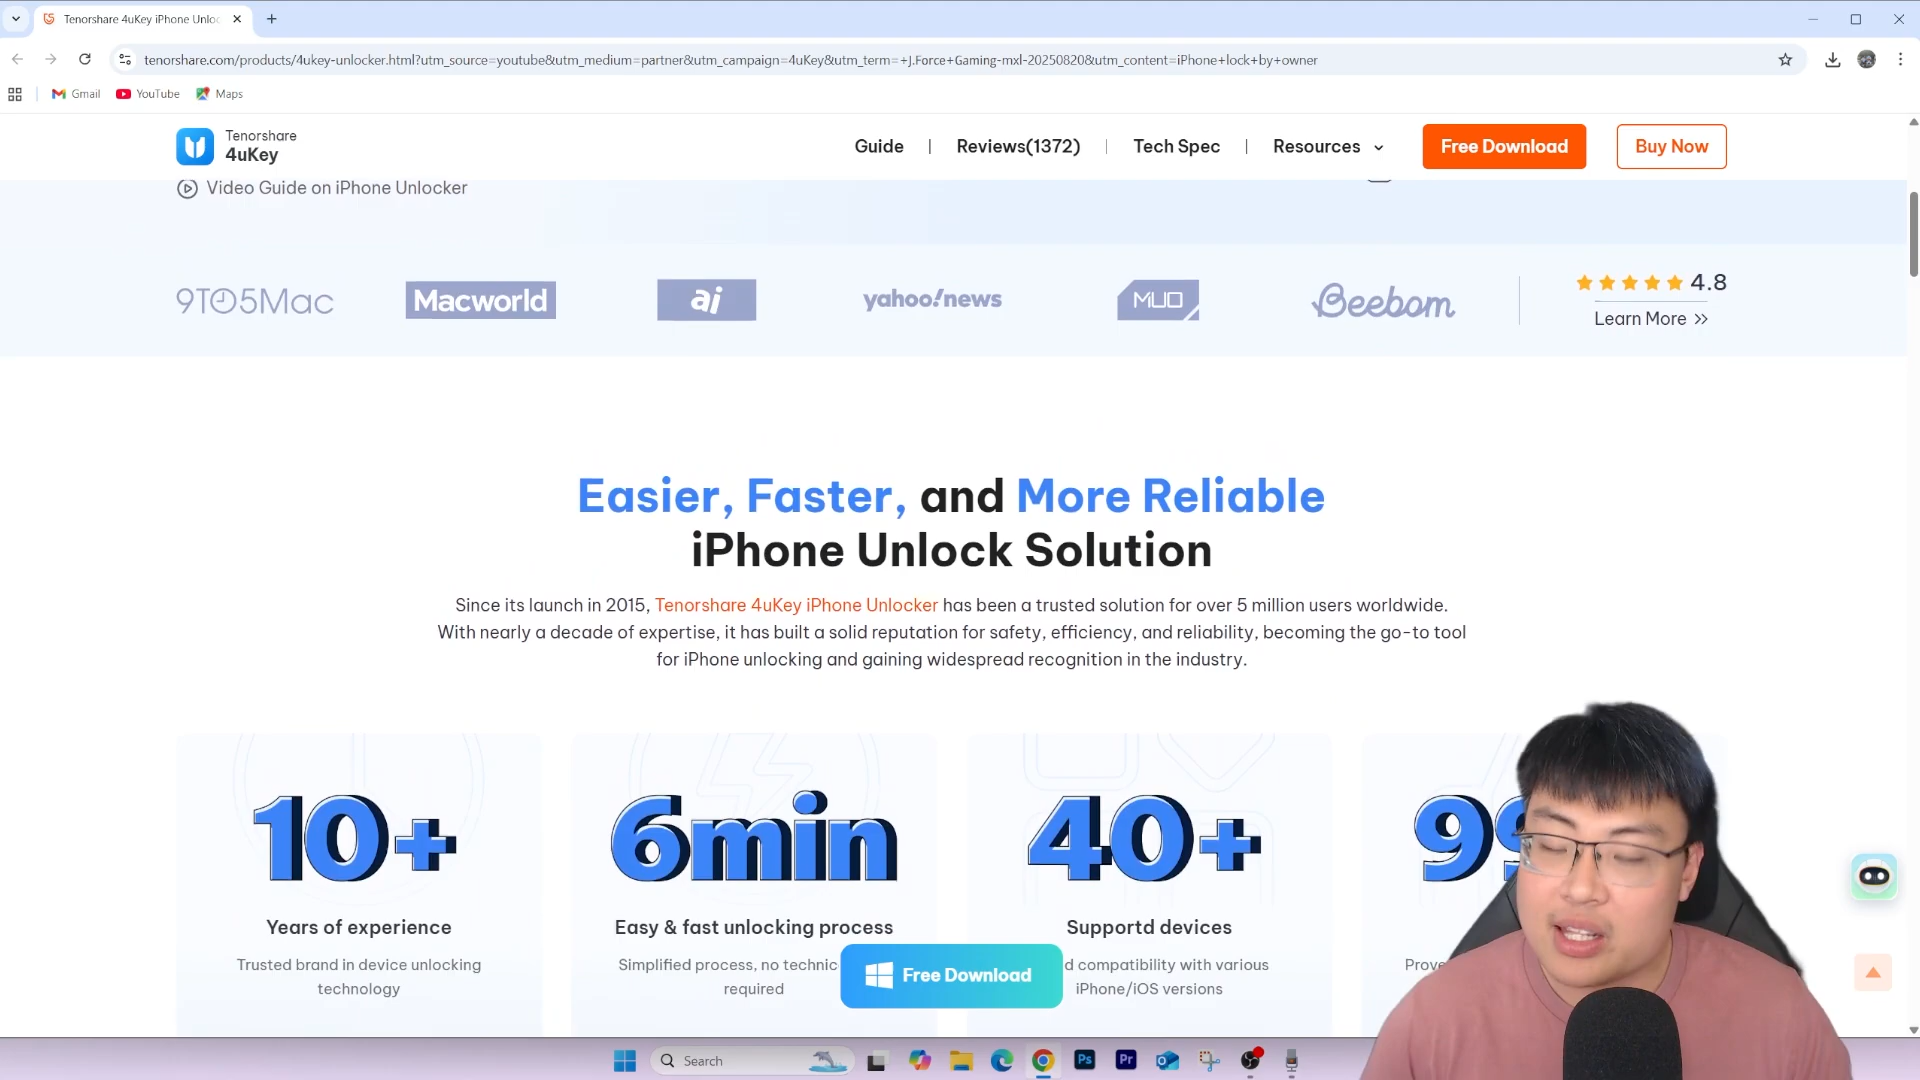 Tenorshare 4uKey iPhone Unloc
tenorshare.com/products/4ukey-unlocker.html?utm_source=youtube&utm_medium=partner&utm_campaign=4uKey&utm_term=+J.Force+Gaming-mxl-20250820&utm_content=iPhone+lock+by+owner
Gmail
YouTube
Maps
Tenorshare
4uKey
Guide
Reviews(1372)
Tech Spec
Resources
Free Download
Buy Now
Video Guide on iPhone Unlocker
9TO5Mac
Macworld
ai
yahoo!news
MUO
Beebom
4.8
Learn More >>
Easier, Faster, and More Reliable
iPhone Unlock Solution
Since its launch in 2015, Tenorshare 4uKey iPhone Unlocker has been a trusted solution for over 5 million users worldwide.
With nearly a decade of expertise, it has built a solid reputation for safety, efficiency, and reliability, becoming the go-to tool
for iPhone unlocking and gaining widespread recognition in the industry.
10+
Years of experience
Trusted brand in device unlocking
technology
6min
Easy & fast unlocking process
Simplified process, no technic
required
40+
Supportd devices
d compatibility with various
iPhone/iOS versions
99
Prove
Free Download
Search
Ps
Pr